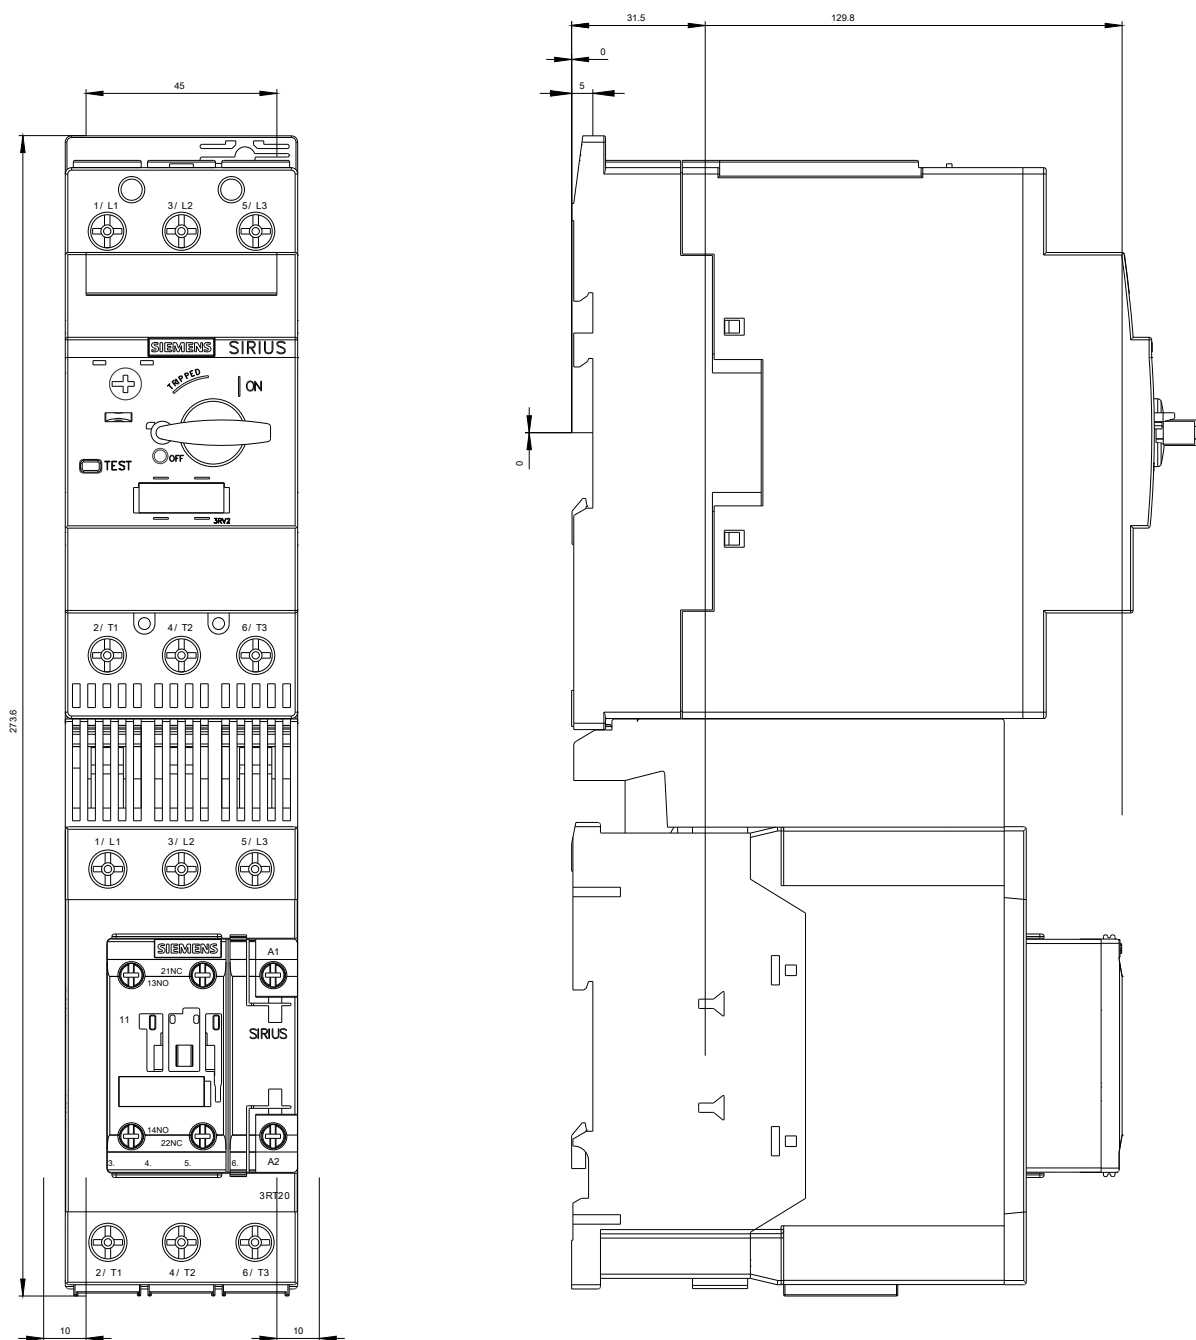 31.5 129.8
0
45 5
1/ L1 3/ L2 5/ L3
SIEMENS SIRIUS
TRIPPED
ON
OFF
TEST
0
3RV2
2/ T1 4/ T2 6/ T3
273.6
1/ L1 3/ L2 5/ L3
SIEMENS A1
21NC
13NO
11
SIRIUS
14NO
22NC
3. 4. 5. 6. A2
3RT20
2/ T1 4/ T2 6/ T3
10 10